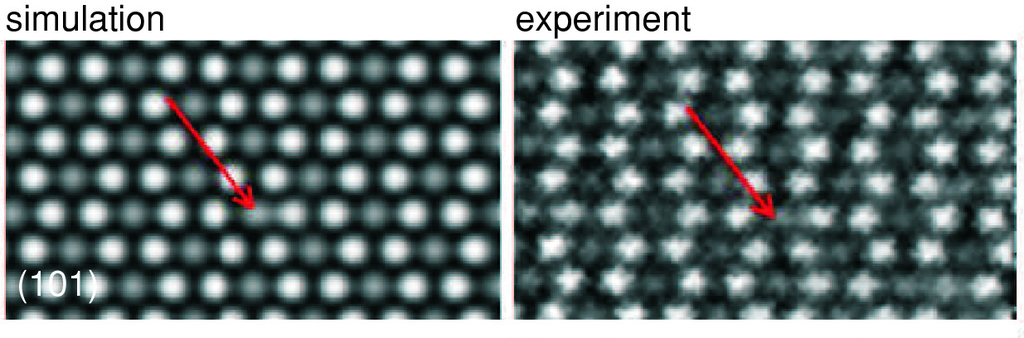 simulation
experiment
(101)